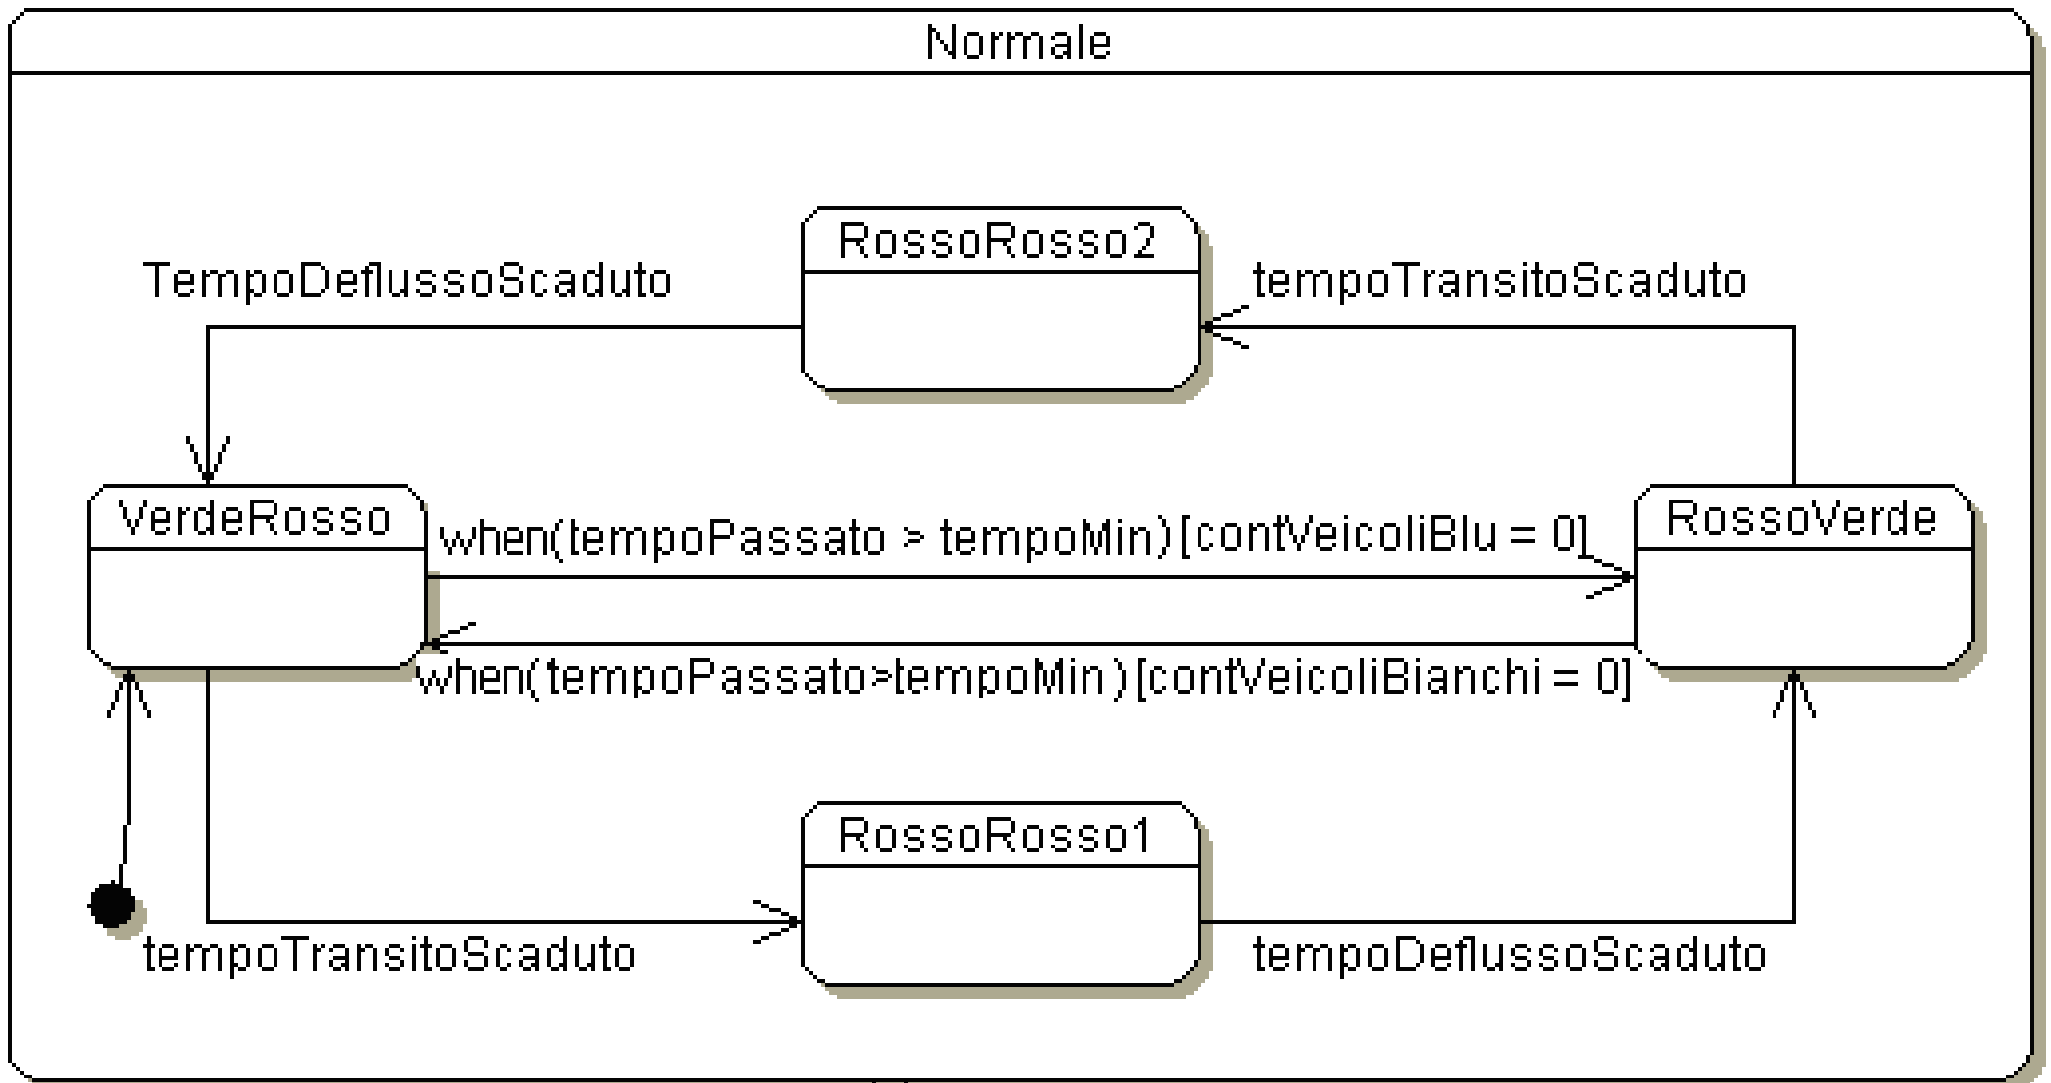 Normale
RossoRosso2
TempoDeflussoScaduto
tempoTransitoScaduto
VerdeRosso
when(tempoPassato > tempoMin)[contVeicoliBlu = 0]
RossoVerde
when(tempoPassato>tempoMin)[contVeicoliBianchi = 0]
RossoRosso1
tempoTransitoScaduto
tempoDeflussoScaduto